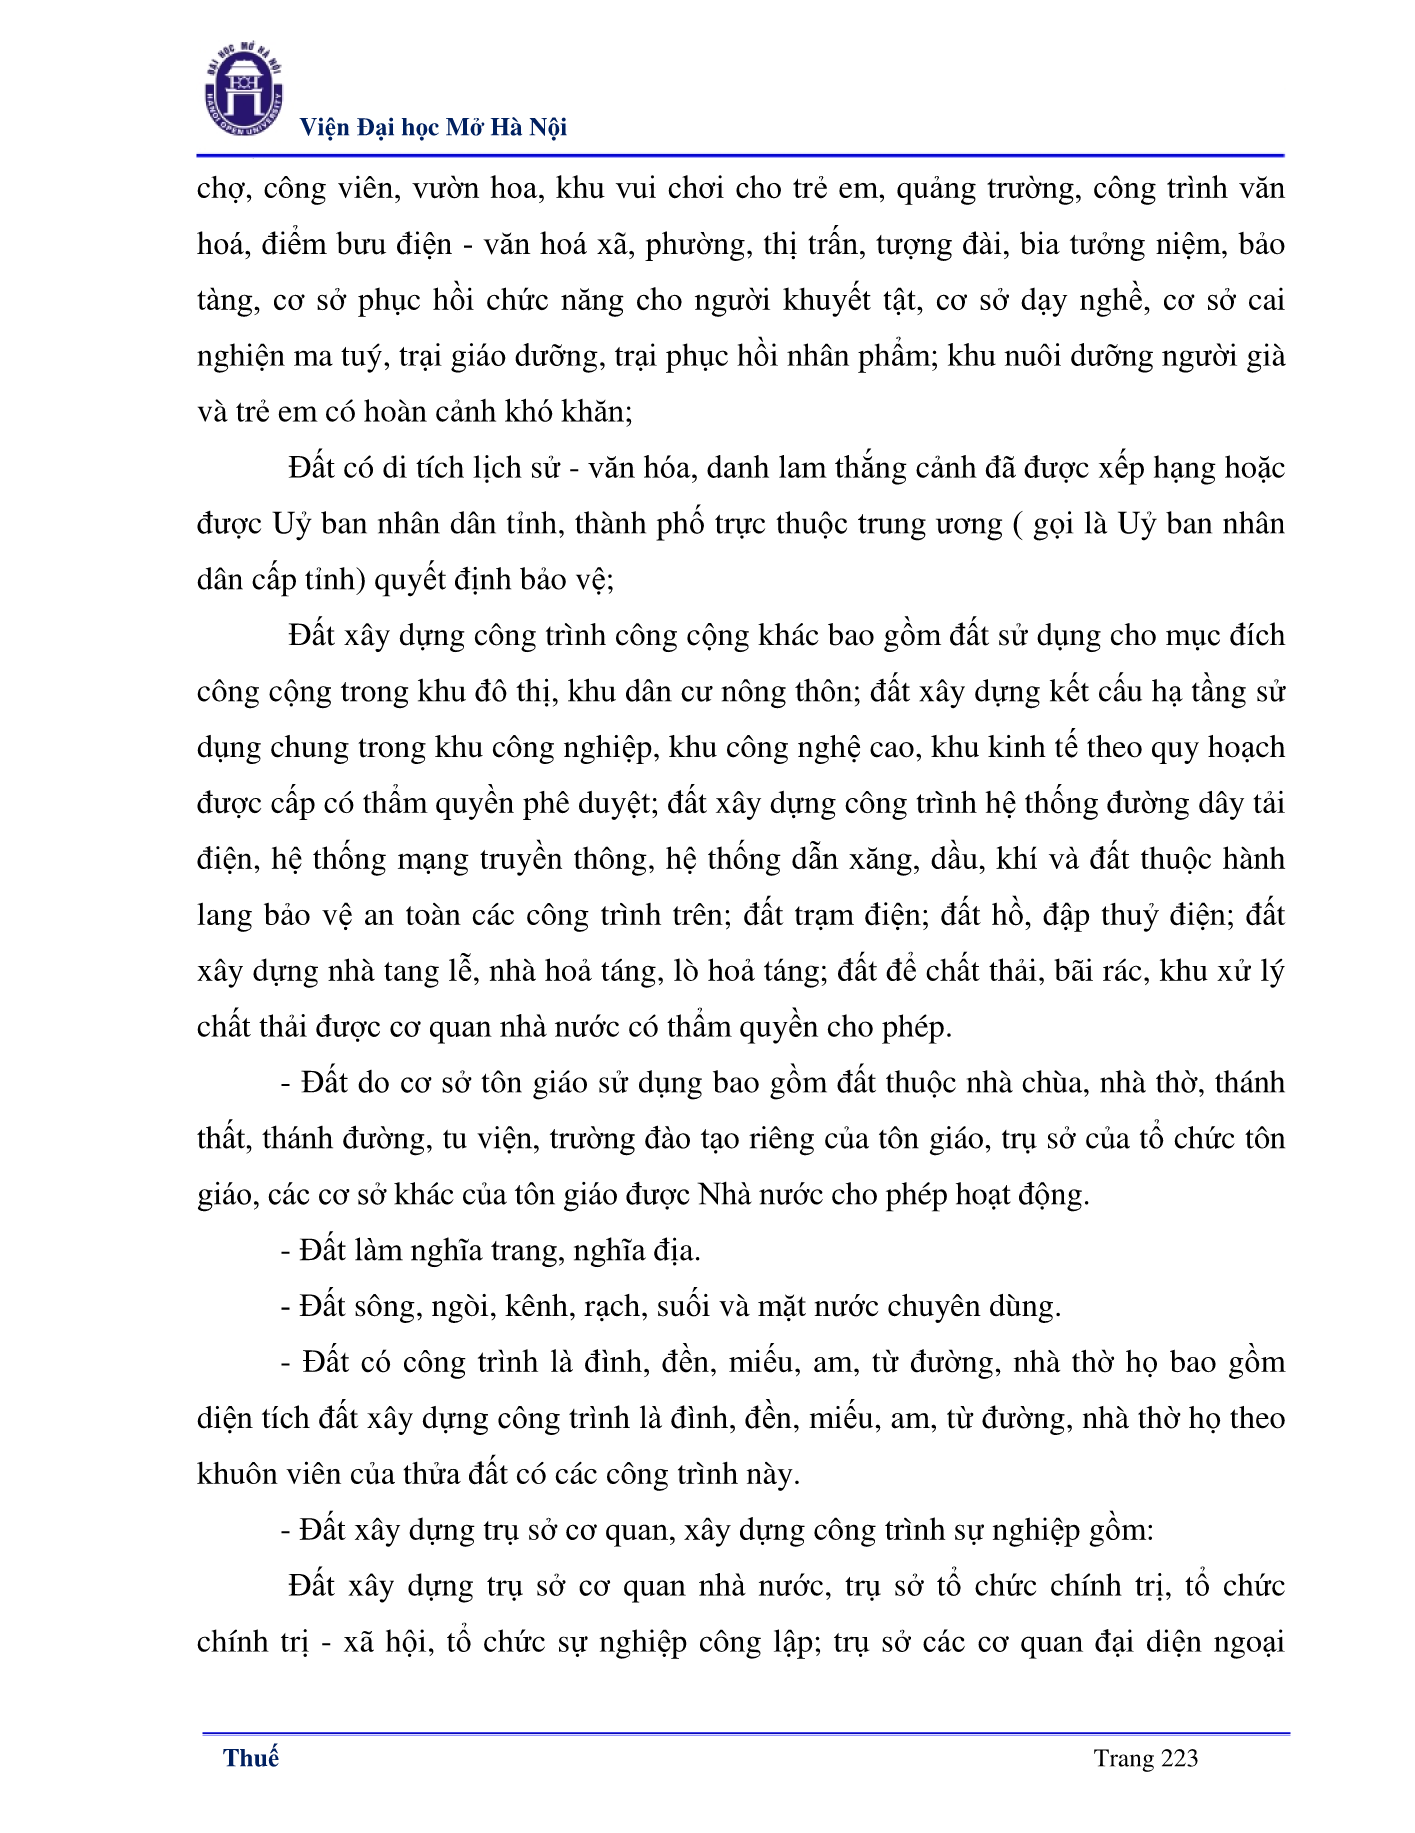 ĐẠI HỌC MỞ HÀ NỘI
HANOI OPEN UNIVERSITY
Viện Đại học Mở Hà Nội
chợ, công viên, vườn hoa, khu vui chơi cho trẻ em, quảng trường, công trình văn
hoá, điểm bưu điện - văn hoá xã, phường, thị trấn, tượng đài, bia tưởng niệm, bảo
tàng, cơ sở phục hồi chức năng cho người khuyết tật, cơ sở dạy nghề, cơ sở cai
nghiện ma tuý, trại giáo dưỡng, trại phục hồi nhân phẩm; khu nuôi dưỡng người già
và trẻ em có hoàn cảnh khó khăn;
Đất có di tích lịch sử - văn hóa, danh lam thắng cảnh đã được xếp hạng hoặc
được Uỷ ban nhân dân tỉnh, thành phố trực thuộc trung ương ( gọi là Uỷ ban nhân
dân cấp tỉnh) quyết định bảo vệ;
Đất xây dựng công trình công cộng khác bao gồm đất sử dụng cho mục đích
công cộng trong khu đô thị, khu dân cư nông thôn; đất xây dựng kết cấu hạ tầng sử
dụng chung trong khu công nghiệp, khu công nghệ cao, khu kinh tế theo quy hoạch
được cấp có thẩm quyền phê duyệt; đất xây dựng công trình hệ thống đường dây tải
điện, hệ thống mạng truyền thông, hệ thống dẫn xăng, dầu, khí và đất thuộc hành
lang bảo vệ an toàn các công trình trên; đất trạm điện; đất hồ, đập thuỷ điện; đất
xây dựng nhà tang lễ, nhà hoả táng, lò hoả táng; đất để chất thải, bãi rác, khu xử lý
chất thải được cơ quan nhà nước có thẩm quyền cho phép.
- Đất do cơ sở tôn giáo sử dụng bao gồm đất thuộc nhà chùa, nhà thờ, thánh
thất, thánh đường, tu viện, trường đào tạo riêng của tôn giáo, trụ sở của tổ chức tôn
giáo, các cơ sở khác của tôn giáo được Nhà nước cho phép hoạt động.
- Đất làm nghĩa trang, nghĩa địa.
- Đất sông, ngòi, kênh, rạch, suối và mặt nước chuyên dùng.
- Đất có công trình là đình, đền, miếu, am, từ đường, nhà thờ họ bao gồm
diện tích đất xây dựng công trình là đình, đền, miếu, am, từ đường, nhà thờ họ theo
khuôn viên của thửa đất có các công trình này.
- Đất xây dựng trụ sở cơ quan, xây dựng công trình sự nghiệp gồm:
Đất xây dựng trụ sở cơ quan nhà nước, trụ sở tổ chức chính trị, tổ chức
chính trị - xã hội, tổ chức sự nghiệp công lập; trụ sở các cơ quan đại diện ngoại
Thuế
Trang 223